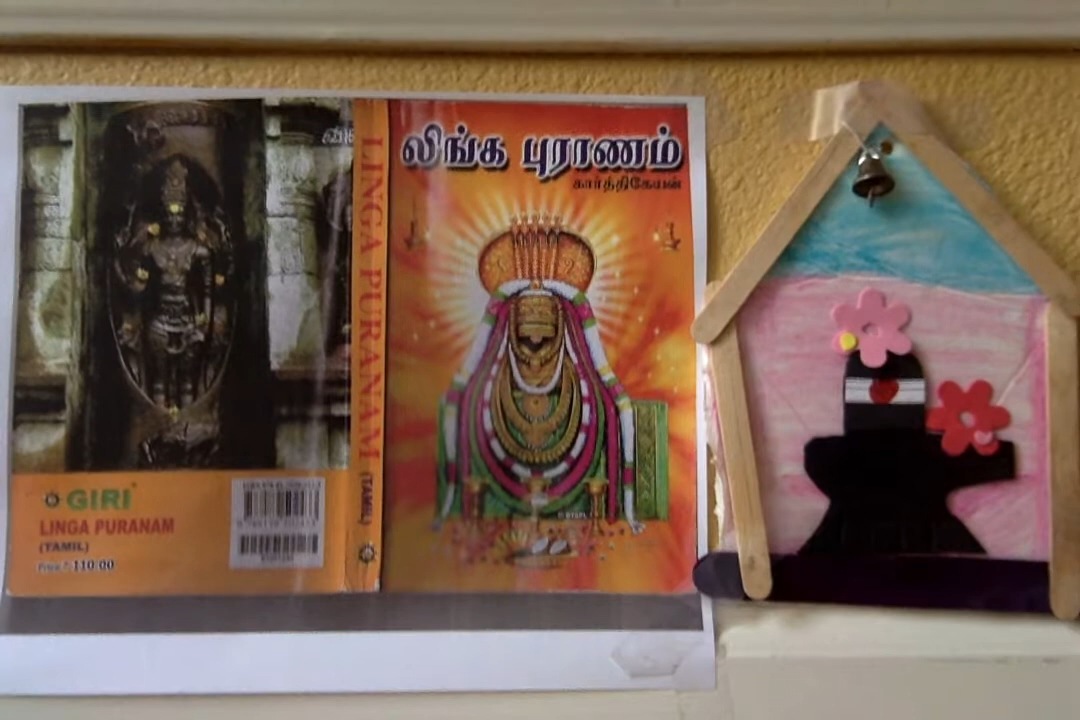 GIRI
LINGA PURANAM
(TAMIL)
Price ₹ 110.00
LINGA PURANAM (TAMIL)
லிங்க புராணம்
கார்த்திகேயன்